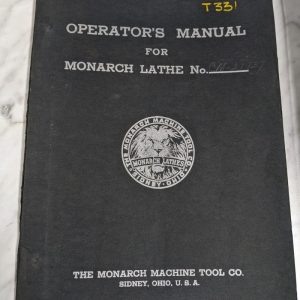 T331
OPERATOR'S MANUAL
FOR
MONARCH LATHE No.
THE MONARCH MACHINE TOOL CO.
MONARCH LATHES
SIDNEY, OHIO
THE MONARCH MACHINE TOOL CO.
SIDNEY, OHIO, U. S. A.